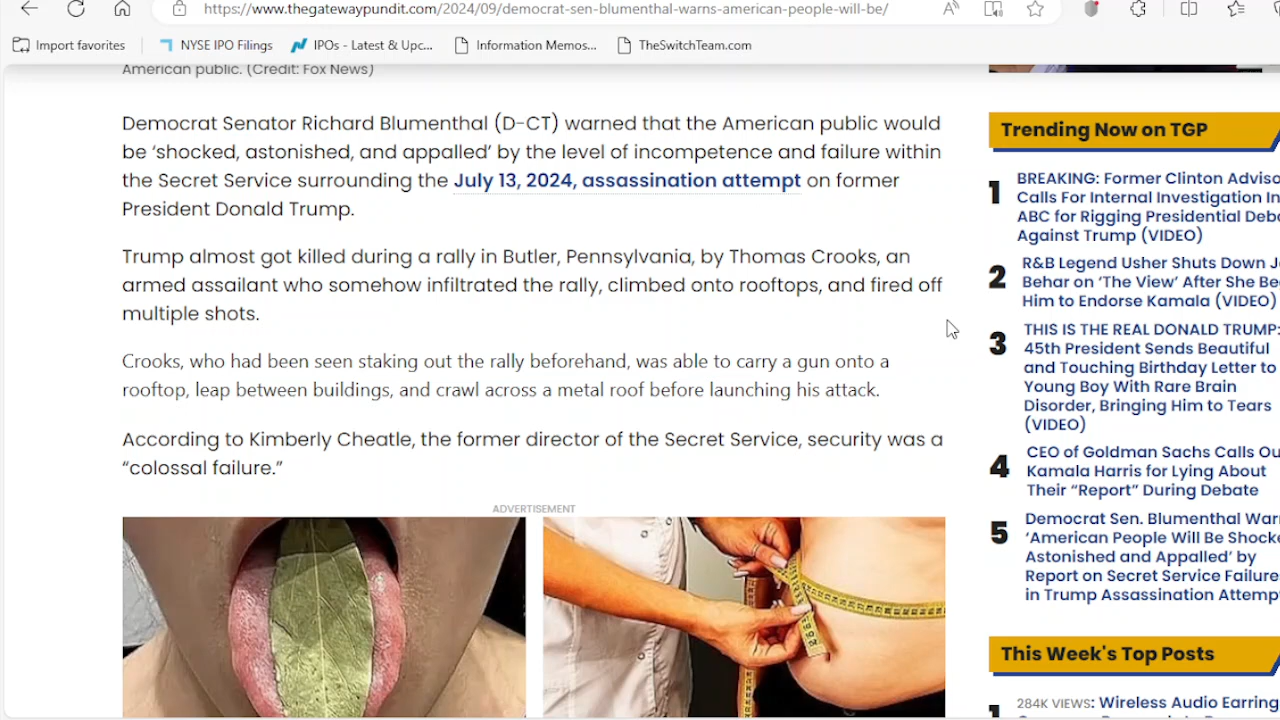 https://www.thegatewaypundit.com/2024/09/democrat-sen-blumenthal-warns-american-people-will-be/
Import favorites
NYSE IPO Filings
IPOs - Latest & Upc...
Information Memos...
TheSwitchTeam.com
American public. (Credit: Fox News)
Democrat Senator Richard Blumenthal (D-CT) warned that the American public would
be ‘shocked, astonished, and appalled’ by the level of incompetence and failure within
the Secret Service surrounding the July 13, 2024, assassination attempt on former
President Donald Trump.
Trump almost got killed during a rally in Butler, Pennsylvania, by Thomas Crooks, an
armed assailant who somehow infiltrated the rally, climbed onto rooftops, and fired off
multiple shots.
Crooks, who had been seen staking out the rally beforehand, was able to carry a gun onto a
rooftop, leap between buildings, and crawl across a metal roof before launching his attack.
According to Kimberly Cheatle, the former director of the Secret Service, security was a
“colossal failure.”
ADVERTISEMENT
Trending Now on TGP
1
BREAKING: Former Clinton Adviso
Calls For Internal Investigation In
ABC for Rigging Presidential Deb
Against Trump (VIDEO)
2
R&B Legend Usher Shuts Down J
Behar on ‘The View’ After She Be
Him to Endorse Kamala (VIDEO)
3
THIS IS THE REAL DONALD TRUMP:
45th President Sends Beautiful
and Touching Birthday Letter to
Young Boy With Rare Brain
Disorder, Bringing Him to Tears
(VIDEO)
4
CEO of Goldman Sachs Calls Ou
Kamala Harris for Lying About
Their “Report” During Debate
5
Democrat Sen. Blumenthal Warn
‘American People Will Be Shocke
Astonished and Appalled’ by
Report on Secret Service Failure
in Trump Assassination Attemp
This Week's Top Posts
1
284K VIEWS: Wireless Audio Earring